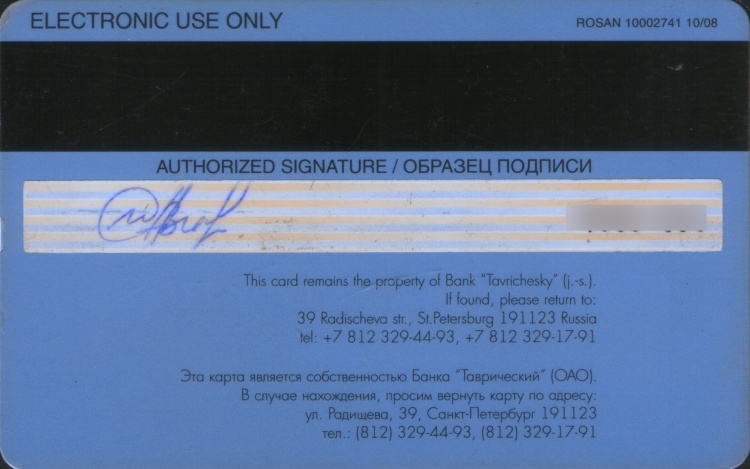 ELECTRONIC USE ONLY
ROSAN 10002741 10/08
AUTHORIZED SIGNATURE / ОБРАЗЕЦ ПОДПИСИ
This card remains the property of Bank "Tavrichesky" (j.-s.).
If found, please return to:
39 Radischeva str., St.Petersburg 191123 Russia
tel: +7 812 329-44-93, +7 812 329-17-91
Эта карта является собственностью Банка "Таврический" (ОАО).
В случае нахождения, просим вернуть карту по адресу:
ул. Радищева, 39, Санкт-Петербург 191123
тел.: (812) 329-44-93, (812) 329-17-91